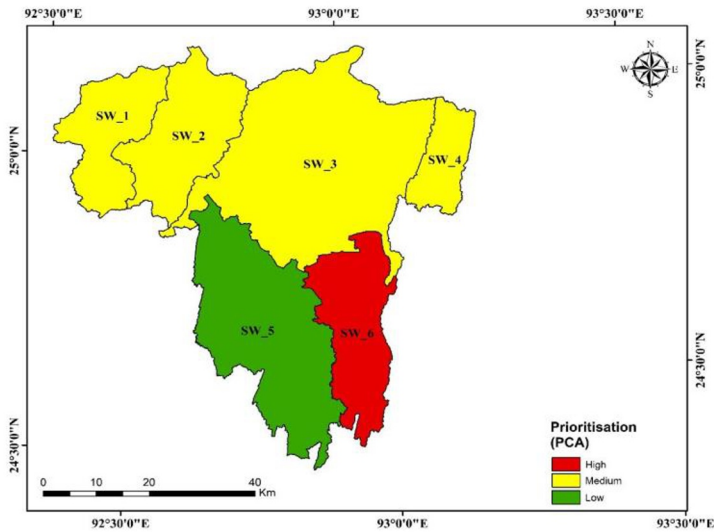 92°30'0"E 93°0'0"E 93°30'0"E
N
W E
S
25°0'0"N
25°0'0"N
SW_1
SW_2
SW_3
SW_4
SW_5
SW_6
24°30'0"N
24°30'0"N
Prioritisation
(PCA)
High
Medium
Low
0 10 20 40
Km
92°30'0"E 93°0'0"E 93°30'0"E